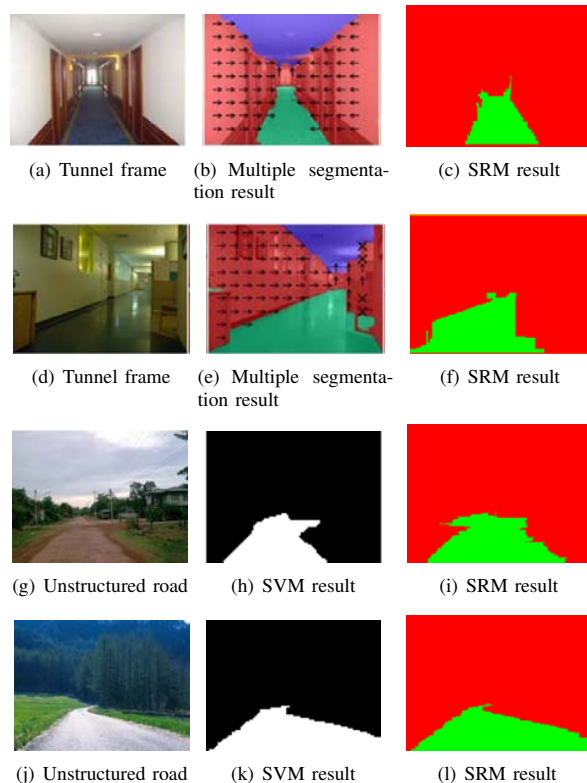 (a) Tunnel frame
(b) Multiple segmenta-
tion result
(c) SRM result
(d) Tunnel frame
(e) Multiple segmenta-
tion result
(f) SRM result
(g) Unstructured road
(h) SVM result
(i) SRM result
(j) Unstructured road
(k) SVM result
(l) SRM result